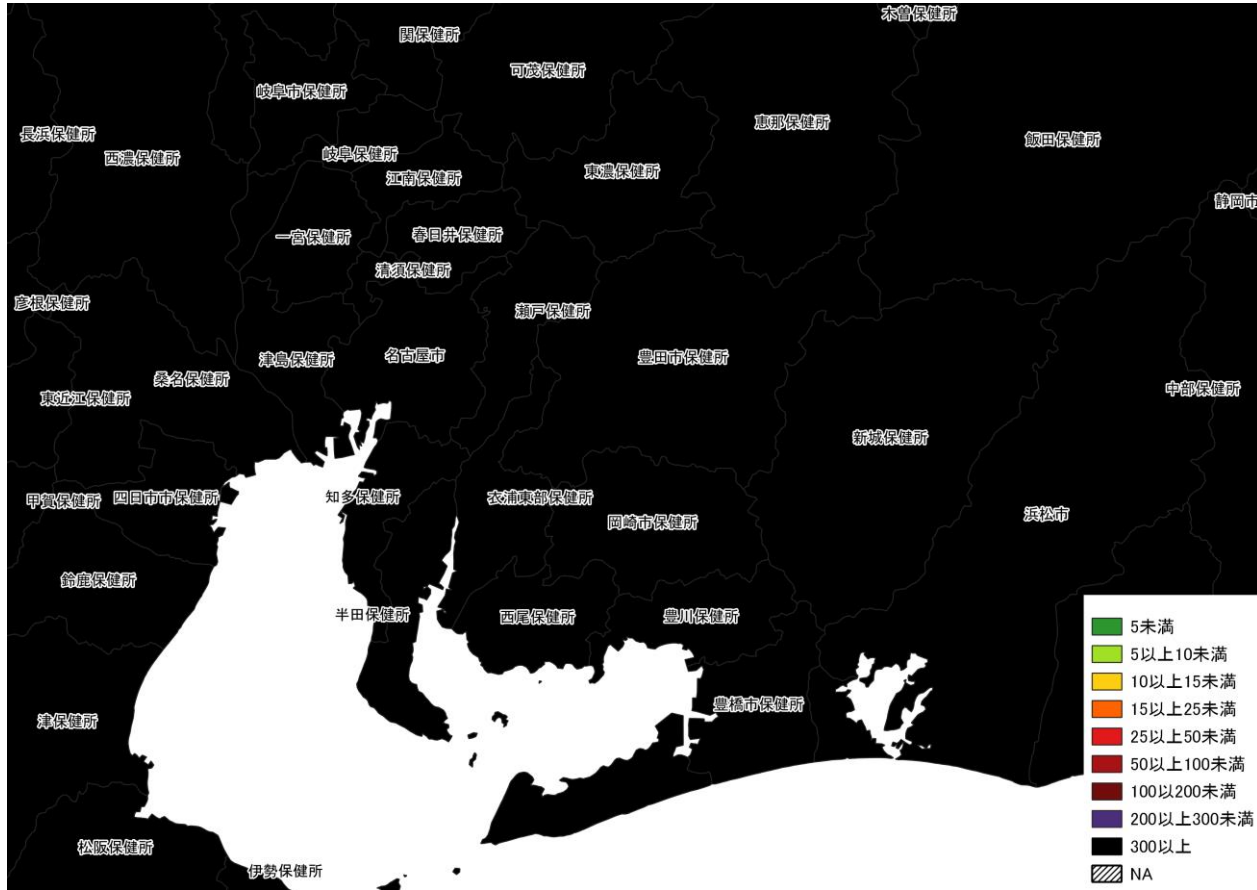 木曽保健所
関保健所
可茂保健所
岐阜市保健所
恵那保健所
長浜保健所
飯田保健所
西濃保健所
岐阜保健所
東濃保健所
江南保健所
静岡市
春日井保健所
一宮保健所
清須保健所
彦根保健所
瀬戸保健所
名古屋市
津島保健所
豊田市保健所
桑名保健所
中部保健所
東近江保健所
新城保健所
甲賀保健所
四日市市保健所
知多保健所
衣浦東部保健所
岡崎市保健所
浜松市
鈴鹿保健所
半田保健所
西尾保健所
豊川保健所
津保健所
豊橋市保健所
松阪保健所
伊勢保健所
5未満
5以上10未満
10以上15未満
15以上25未満
25以上50未満
50以上100未満
100以200未満
200以上300未満
300以上
NA